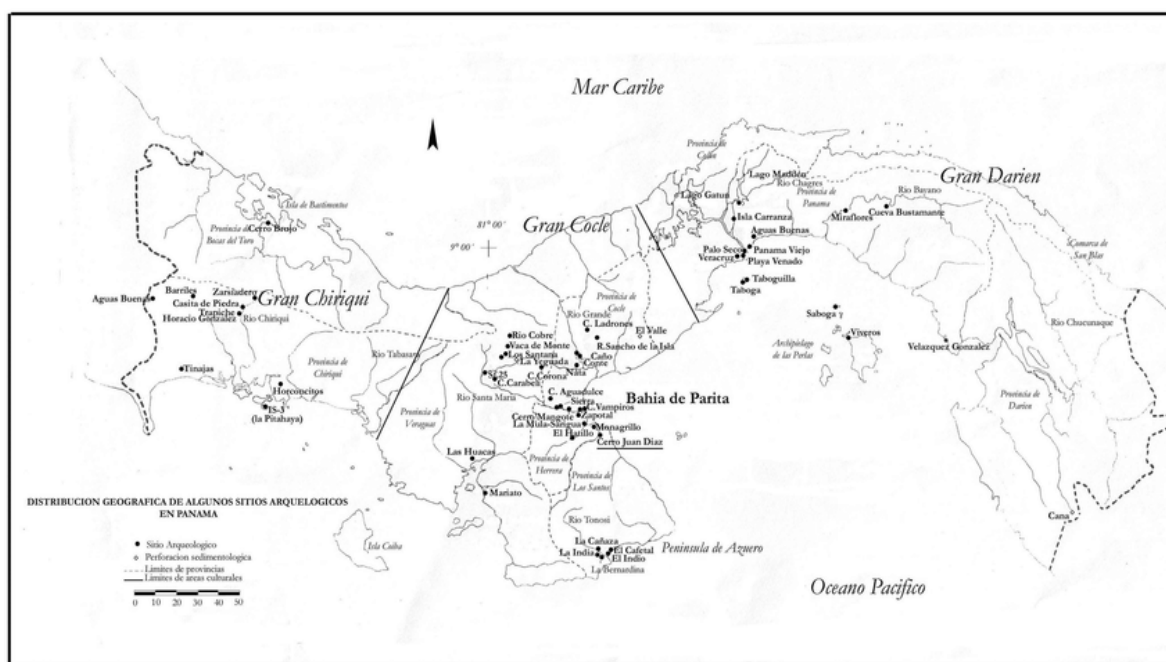 Mar Caribe
Provincia de
Colon
Lago Madden
Rio Chagres
Gran Darien
Lago Gatun
Provincia de
Panama
Rio Bayano
Isla de Bastimentos
Isla Carranza
Miraflores
Cueva Bustamante
Cerro Brujo
Provincia de
Bocas del Toro
Gran Cocle
81° 00´
9° 00´
Aguas Buenas
Palo Seco
Panama Viejo
Veracruz
Playa Venado
Comarca de
San Blas
Taboguilla
Taboga
Aguas Buenas
Barriles
Zarsiadero
Casita de Piedra
Gran Chiriqui
Trapiche
Horacio Gonzalez
Rio Chiriqui
Provincia de
Cocle
Rio Grande
C. Ladrones
El Valle
R.Sancho de la Isla
Saboga
Viveros
Archipielago
de las Perlas
Rio Chucunaque
Velazquez Gonzalez
Rio Cobre
Vaca de Monte
Los Santana
La Yeguada
Caño
Conte
Nata
C.Corona
C.Carabali
Rio Tabasara
Tinajas
Provincia de
Chiriqui
Horconcitos
IS-3
(la Pitahaya)
Rio Santa Maria
C. Aguadulce
Sierra
Bahia de Parita
C.Vampiros
Cerro Mangote
Zapotal
La Mula-Sarigua
Monagrillo
El Hatillo
Cerro Juan Diaz
Provincia de
Veraguas
Provincia de
Darien
Las Huacas
Provincia de
Herrera
Provincia de
Los Santos
Mariato
DISTRIBUCION GEOGRAFICA DE ALGUNOS SITIOS ARQUELOGICOS
EN PANAMA
Rio Tonosi
Cana
Isla Coiba
La Cañaza
El Cafetal
La India
El Indio
La Bernardina
Peninsula de Azuero
Sitio Arqueologico
Perforacion sedimentologica
Limites de provincias
Limites de areas culturales
0 10 20 30 40 50
Oceano Pacifico